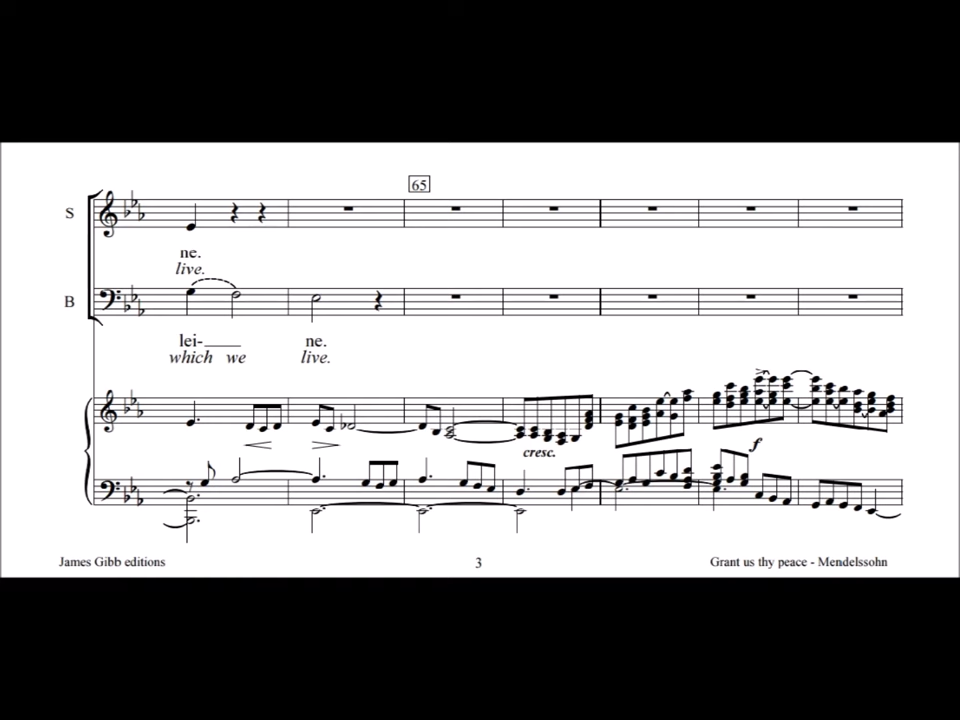 65
S
ne.
live.
B
lei- ne.
which we live.
cresc.
f
James Gibb editions 3 Grant us thy peace - Mendelssohn